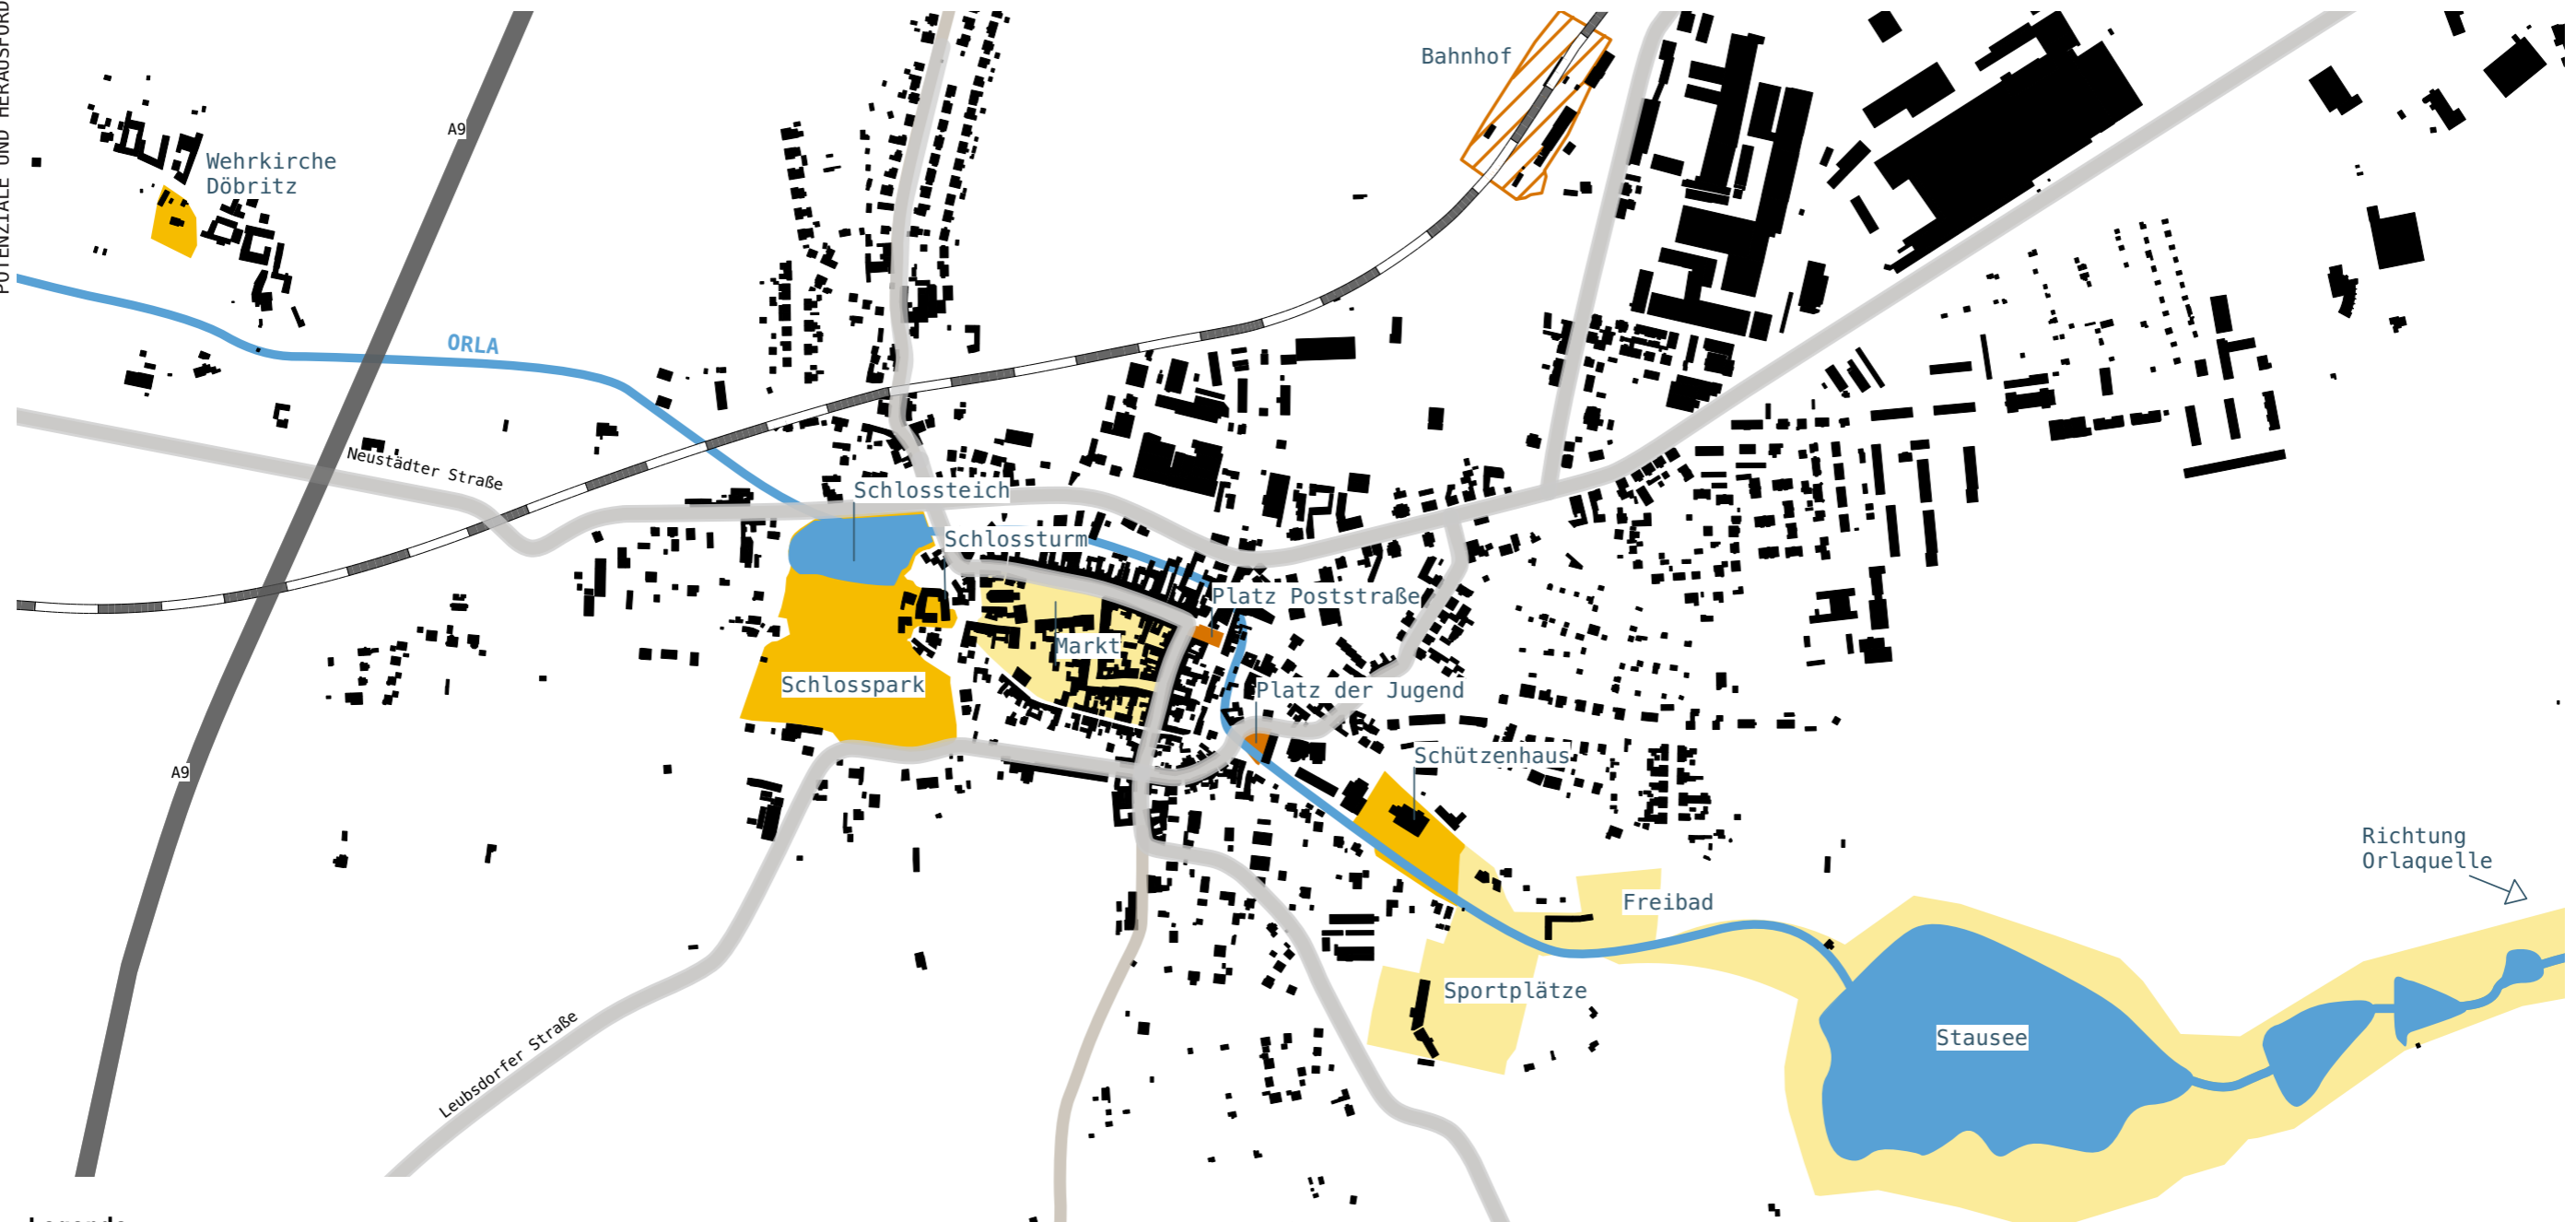 POTENZIALE UND HERAUSFORD
Bahnhof
A9
Wehrkirche
Döbritz
ORLA
Neustädter Straße
Schlossteich
Schlossturm
Platz Poststraße
Markt
Schlosspark
Platz der Jugend
Schützenhaus
A9
Richtung
Orlaquelle
Freibad
Sportplätze
Stausee
Leubsdorfer Straße